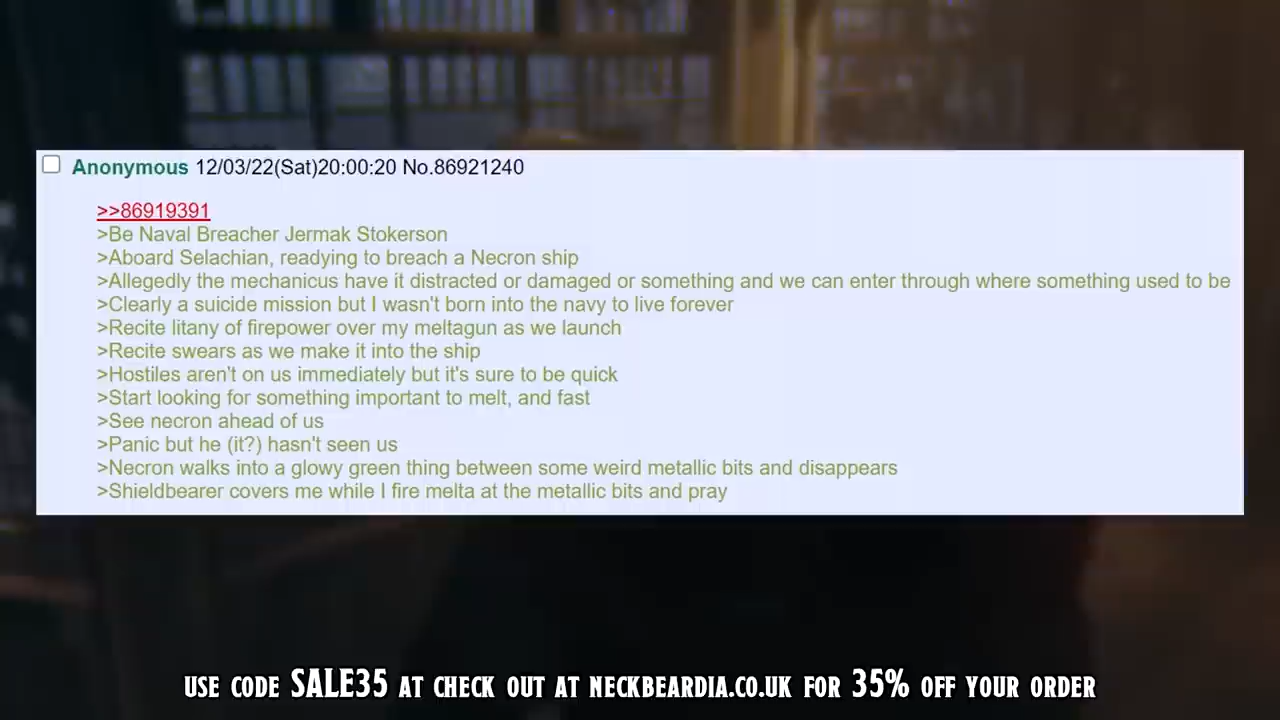 Anonymous 12/03/22(Sat)20:00:20 No.86921240
>>86919391
>Be Naval Breacher Jermak Stokerson
>Aboard Selachian, readying to breach a Necron ship
>Allegedly the mechanicus have it distracted or damaged or something and we can enter through where something used to be
>Clearly a suicide mission but I wasn't born into the navy to live forever
>Recite litany of firepower over my meltagun as we launch
>Recite swears as we make it into the ship
>Hostiles aren't on us immediately but it's sure to be quick
>Start looking for something important to melt, and fast
>See necron ahead of us
>Panic but he (it?) hasn't seen us
>Necron walks into a glowy green thing between some weird metallic bits and disappears
>Shieldbearer covers me while I fire melta at the metallic bits and pray
USE CODE SALE35 AT CHECK OUT AT NECKBEARDIA.CO.UK FOR 35% OFF YOUR ORDER